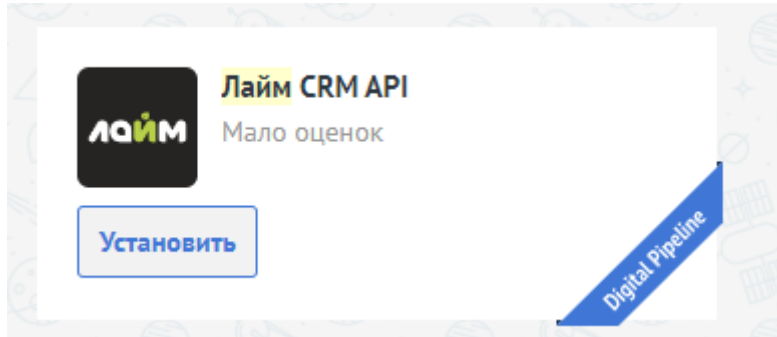 Лайм CRM API
лайм
Мало оценок
Установить
Digital Pipeline